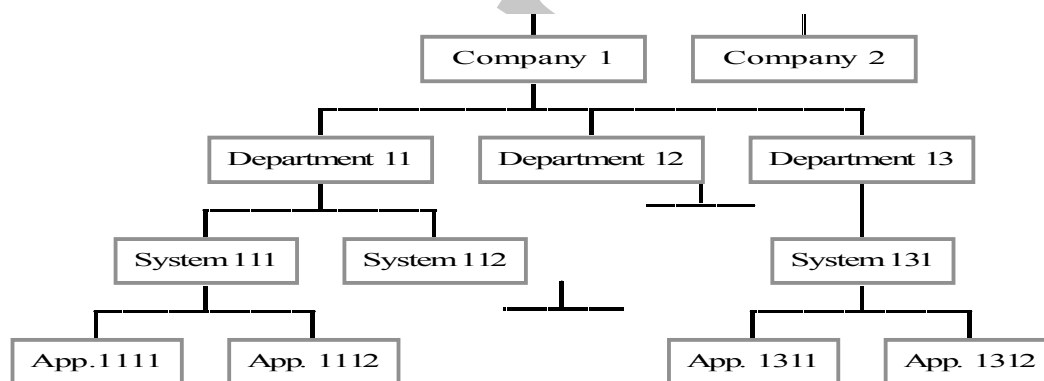 Company 1
Company 2
Department 11
Department 12
Department 13
System 111
System 112
System 131
App.1111
App. 1112
App. 1311
App. 1312